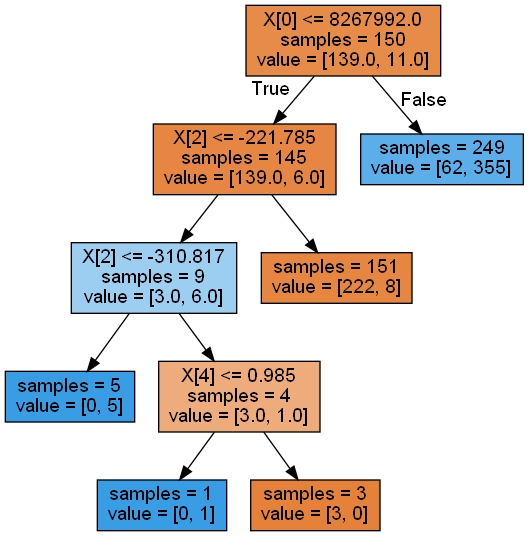 X[0] <= 8267992.0
samples = 150
value = [139.0, 11.0]
True
False
X[2] <= -221.785
samples = 145
value = [139.0, 6.0]
samples = 249
value = [62, 355]
X[2] <= -310.817
samples = 9
value = [3.0, 6.0]
samples = 151
value = [222, 8]
samples = 5
value = [0, 5]
X[4] <= 0.985
samples = 4
value = [3.0, 1.0]
samples = 1
value = [0, 1]
samples = 3
value = [3, 0]